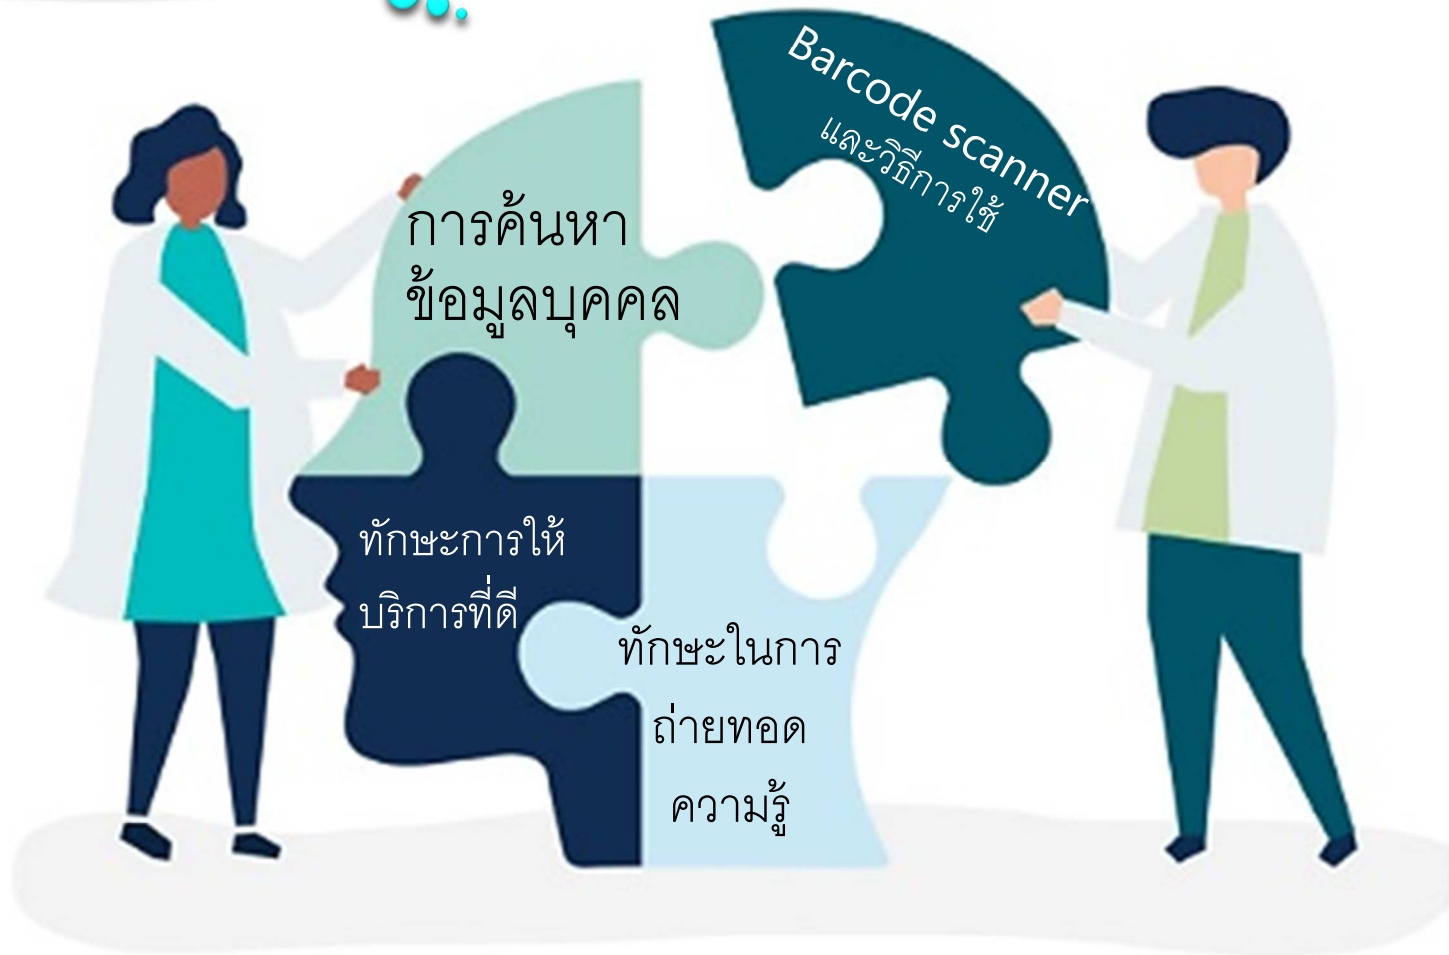 Barcode scanner
และวิธีการใช้
การค้นหา
ข้อมูลบุคคล
ทักษะการให้
บริการที่ดี
ทักษะในการ
ถ่ายทอด
ความรู้